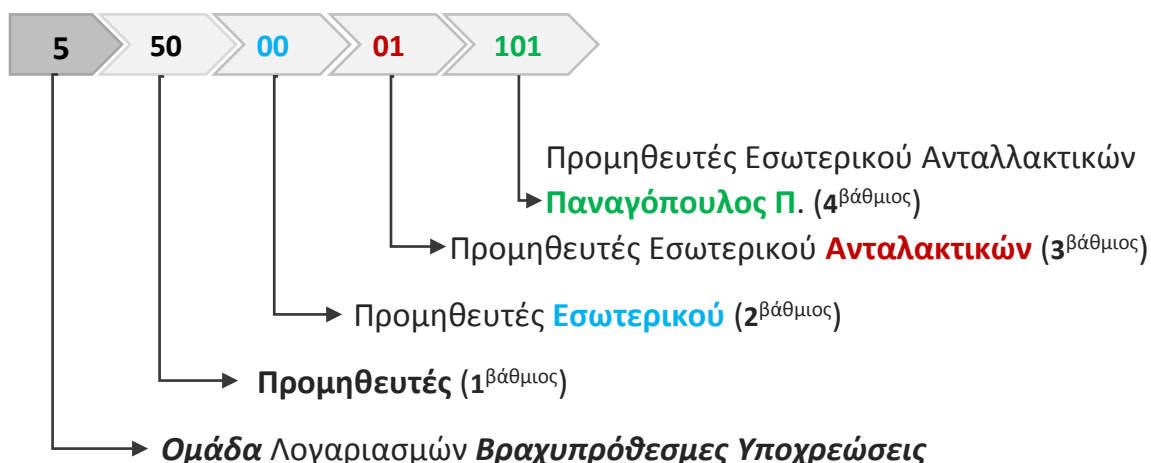 5 50 00 01 101
Προμηθευτές Εσωτερικού Ανταλλακτικών
Παναγόπουλος Π. (4βάθμιος)
Προμηθευτές Εσωτερικού Ανταλακτικών (3βάθμιος)
Προμηθευτές Εσωτερικού (2βάθμιος)
Προμηθευτές (1βάθμιος)
Ομάδα Λογαριασμών Βραχυπρόθεσμες Υποχρεώσεις